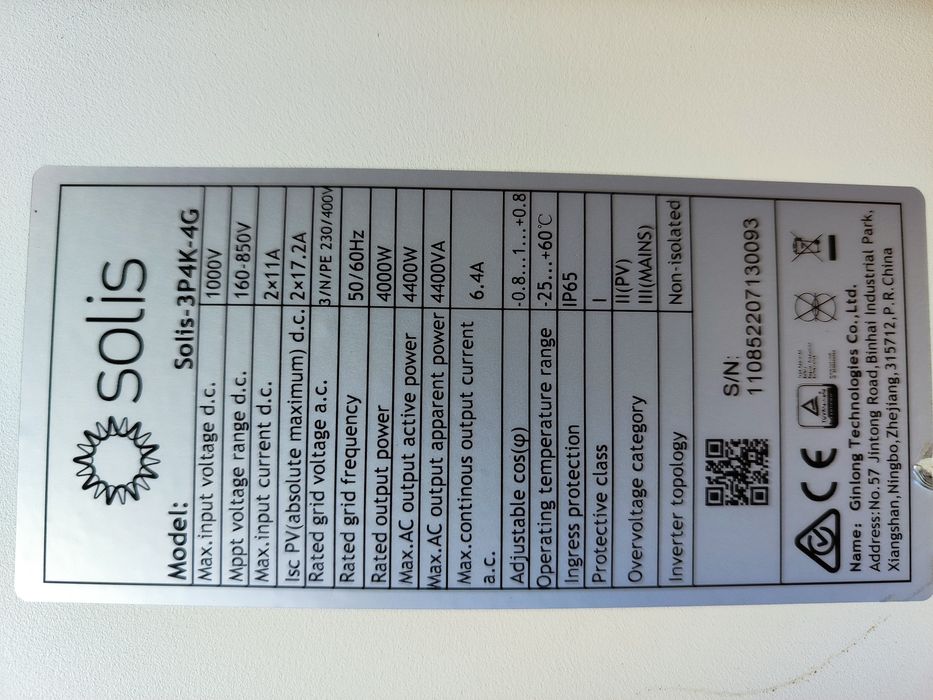 solis
Model: Solis-3P4K-4G
Max.input voltage d.c. 1000V
Mppt voltage range d.c. 160-850V
Max.input current d.c. 2×11A
Isc PV(absolute maximum) d.c. 2×17.2A
Rated grid voltage a.c. 3/N/PE 230/400V
Rated grid frequency 50/60Hz
Rated output power 4000W
Max.AC output active power 4400W
Max.AC output apparent power 4400VA
Max.continous output current
a.c. 6.4A
Adjustable cos(φ) -0.8...1...+0.8
Operating temperature range -25...+60℃
Ingress protection IP65
Protective class I
Overvoltage category II(PV)
III(MAINS)
Inverter topology Non-isolated
S/N:
110852207130093
CE
Name: Ginlong Technologies Co.,Ltd.
Address:No.57 Jintong Road,Binhai Industrial Park,
Xiangshan,Ningbo,Zhejiang,315712,P.R.China